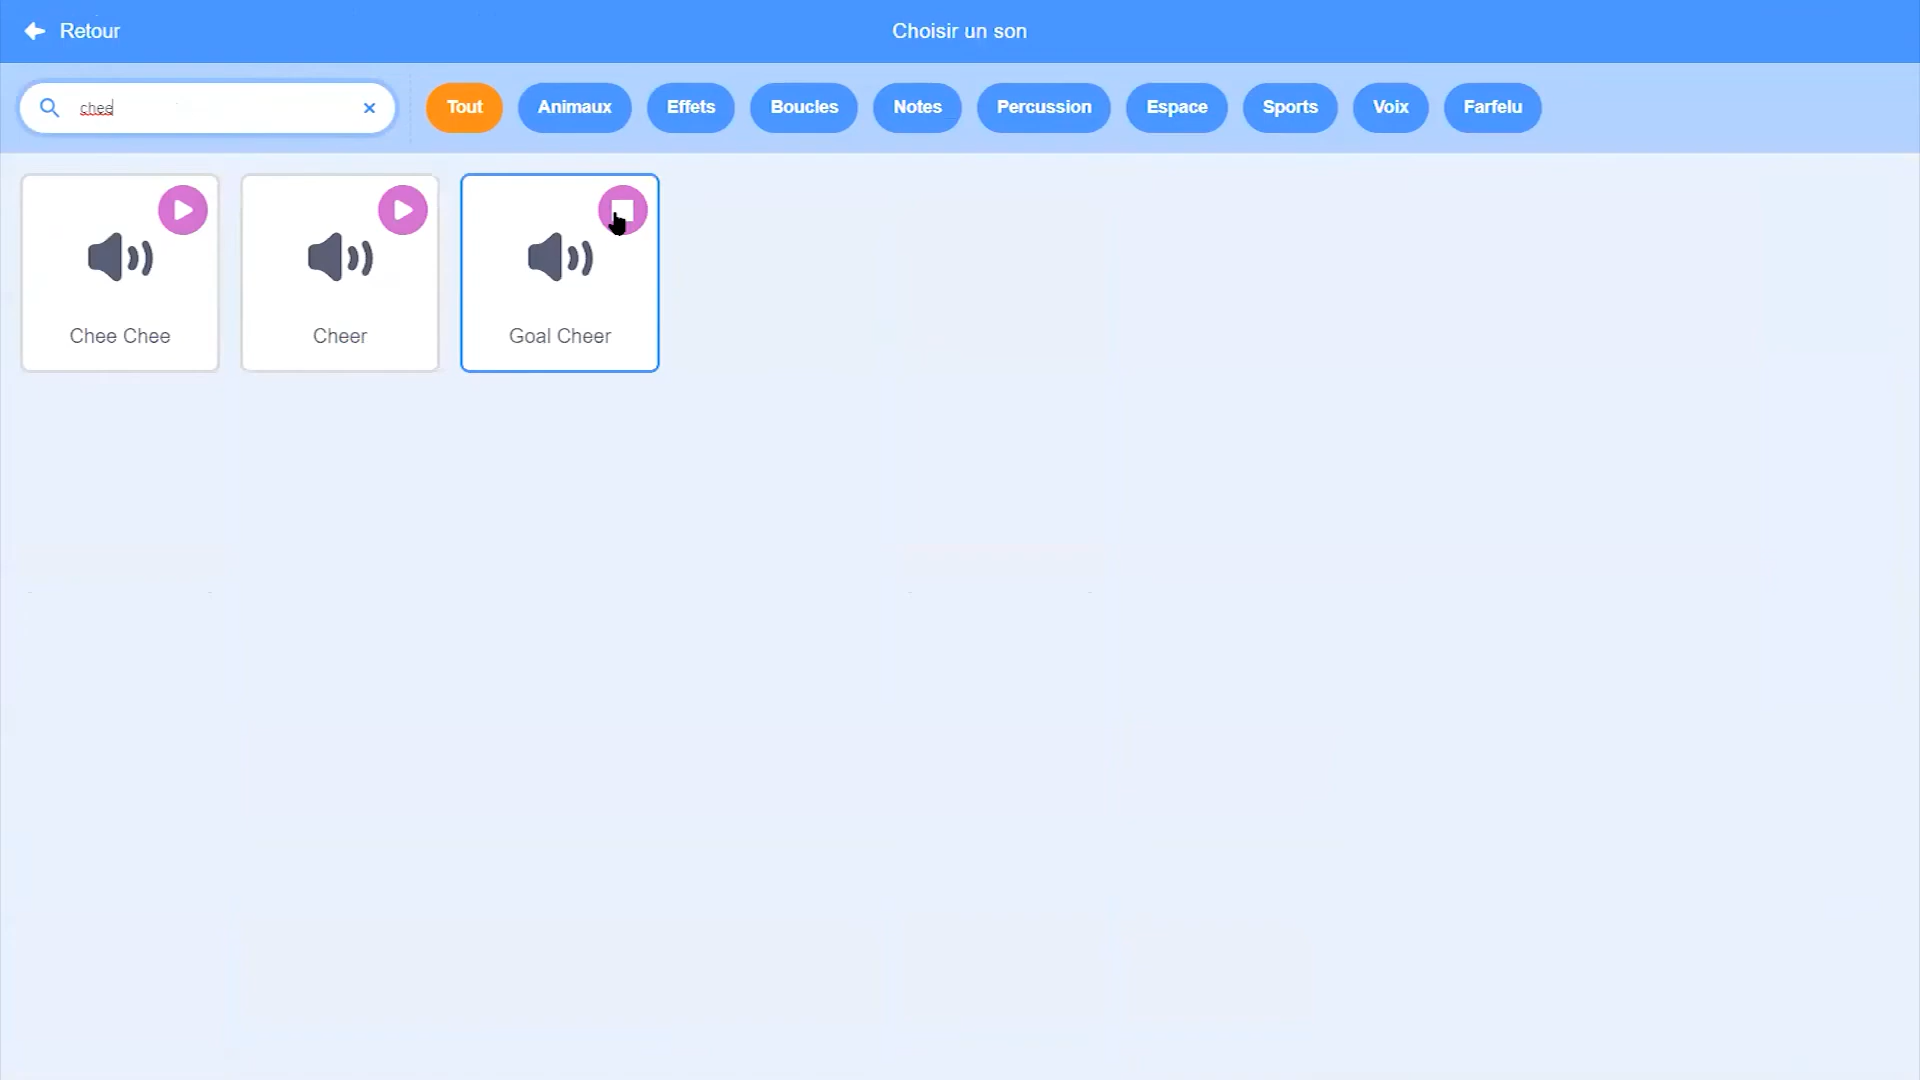 Retour
Choisir un son
chee
Tout
Animaux
Effets
Boucles
Notes
Percussion
Espace
Sports
Voix
Farfelu
Chee Chee
Cheer
Goal Cheer